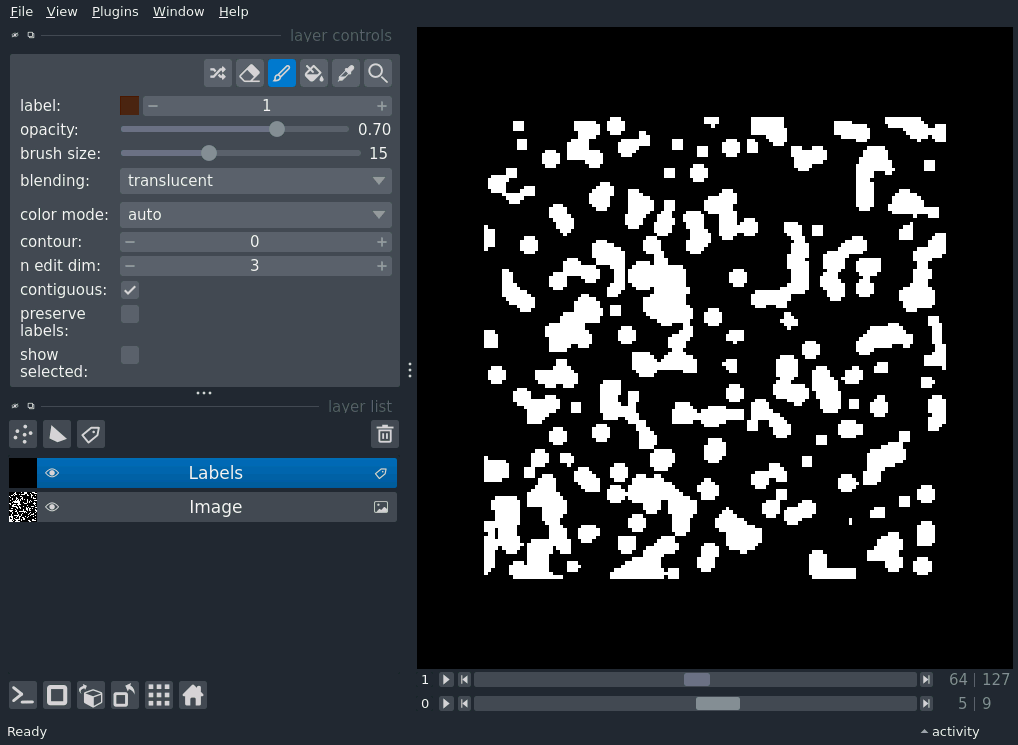 File View Plugins Window Help
layer controls
label: 1
opacity: 0.70
brush size: 15
blending: translucent
color mode: auto
contour: 0
n edit dim: 3
contiguous:
preserve
labels:
show
selected:
layer list
Labels
Image
1 64 | 127
0 5 | 9
Ready activity